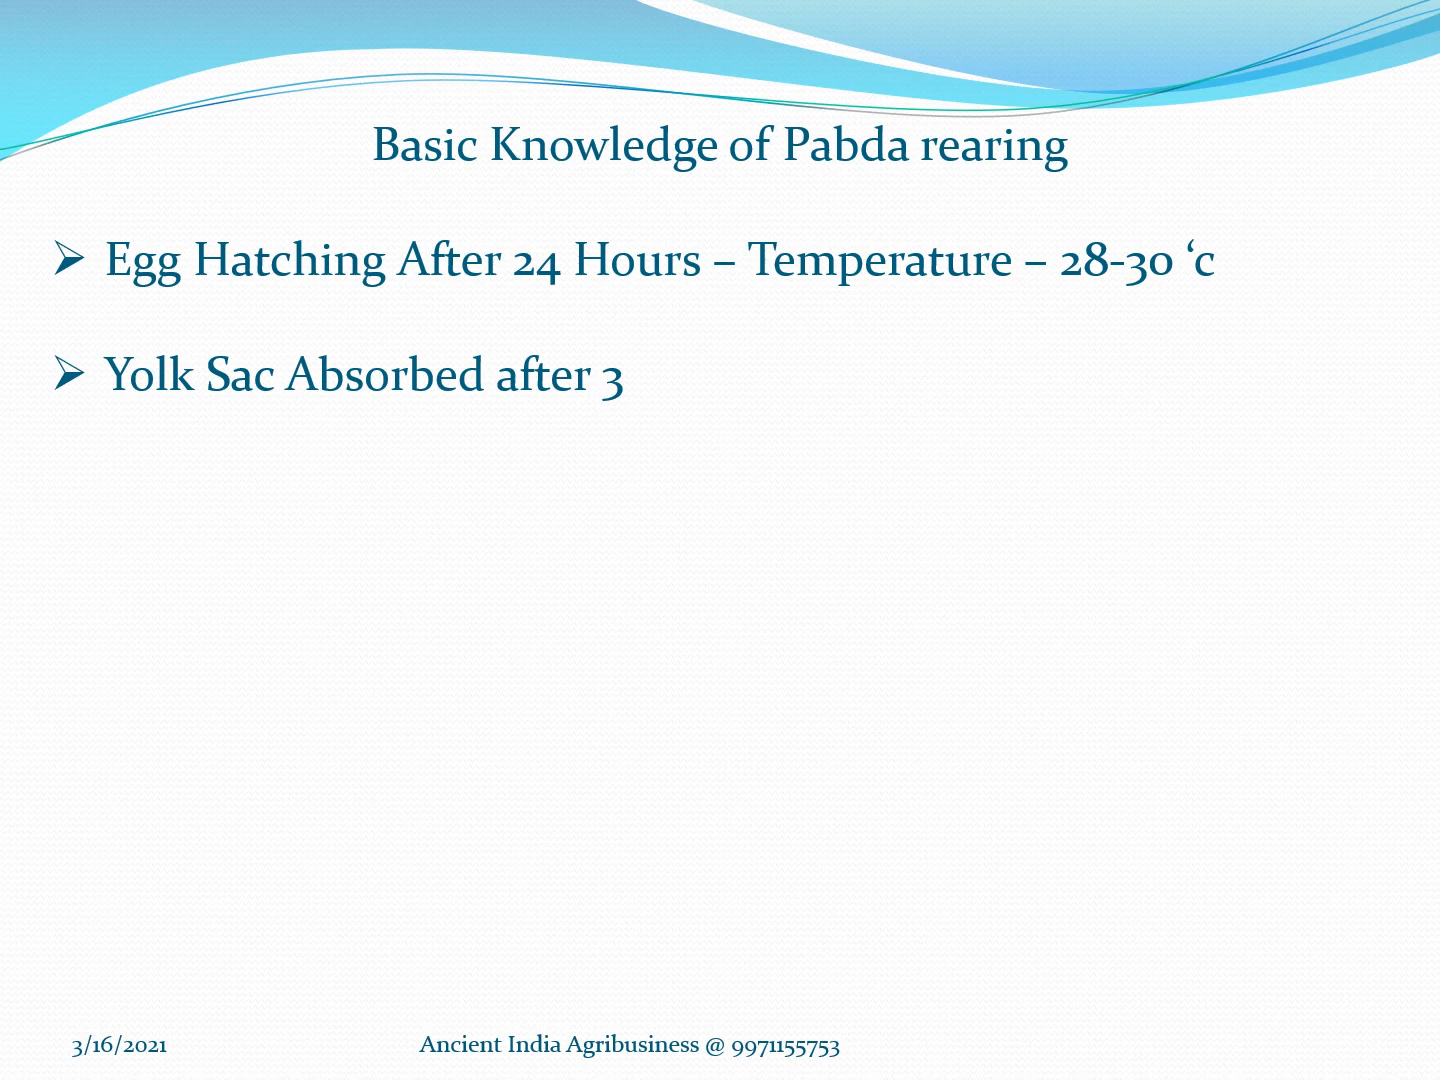 Basic Knowledge of Pabda rearing
➢ Egg Hatching After 24 Hours – Temperature – 28-30 ‘c
➢ Yolk Sac Absorbed after 3
3/16/2021 Ancient India Agribusiness @ 9971155753